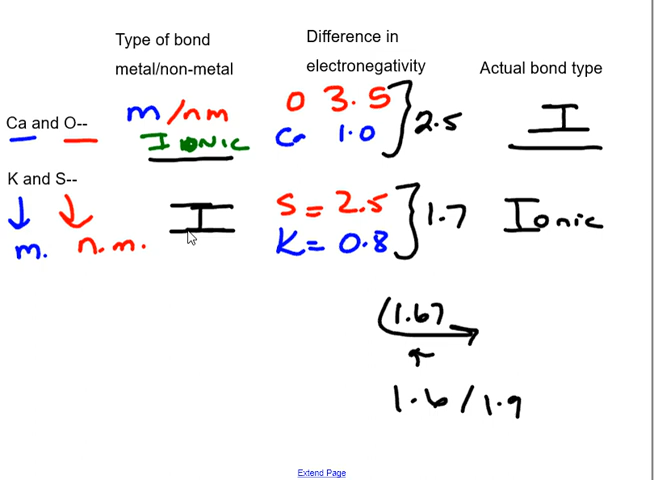 Type of bond
metal/non-metal
Difference in
electronegativity
Actual bond type
Ca and O--
m/nm
IONIC
O 3.5
Ca 1.0
2.5
I
K and S--
m.
n.m.
I
S = 2.5
K = 0.8
1.7
Ionic
(1.67
1.6/1.9
Extend Page